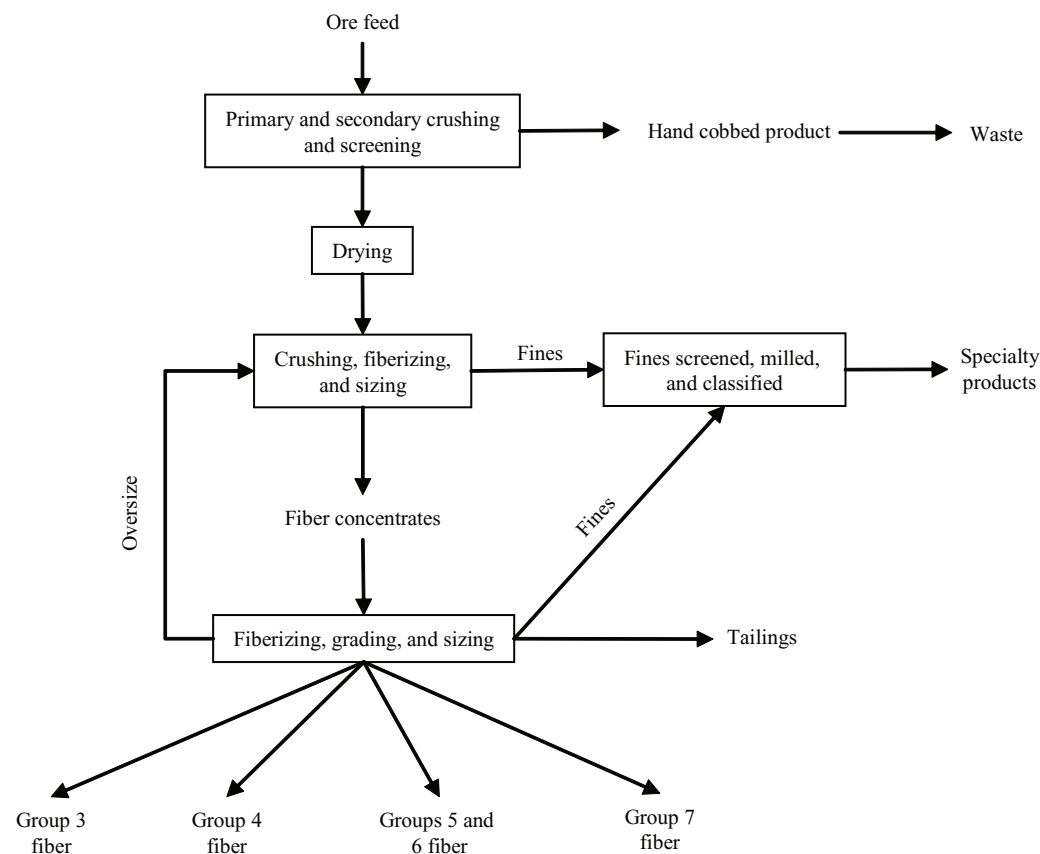 Ore feed
Primary and secondary crushing
and screening
Hand cobbed product
Waste
Drying
Crushing, fiberizing,
and sizing
Fines
Fines screened, milled,
and classified
Specialty
products
Oversize
Fiber concentrates
Fines
Fiberizing, grading, and sizing
Tailings
Group 3
fiber
Group 4
fiber
Groups 5 and
6 fiber
Group 7
fiber